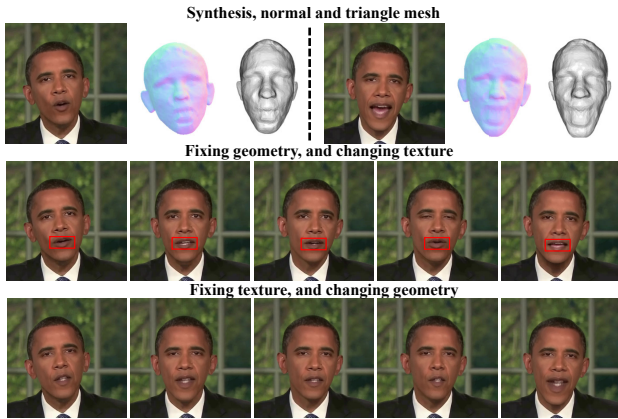 Synthesis, normal and triangle mesh
Fixing geometry, and changing texture
Fixing texture, and changing geometry